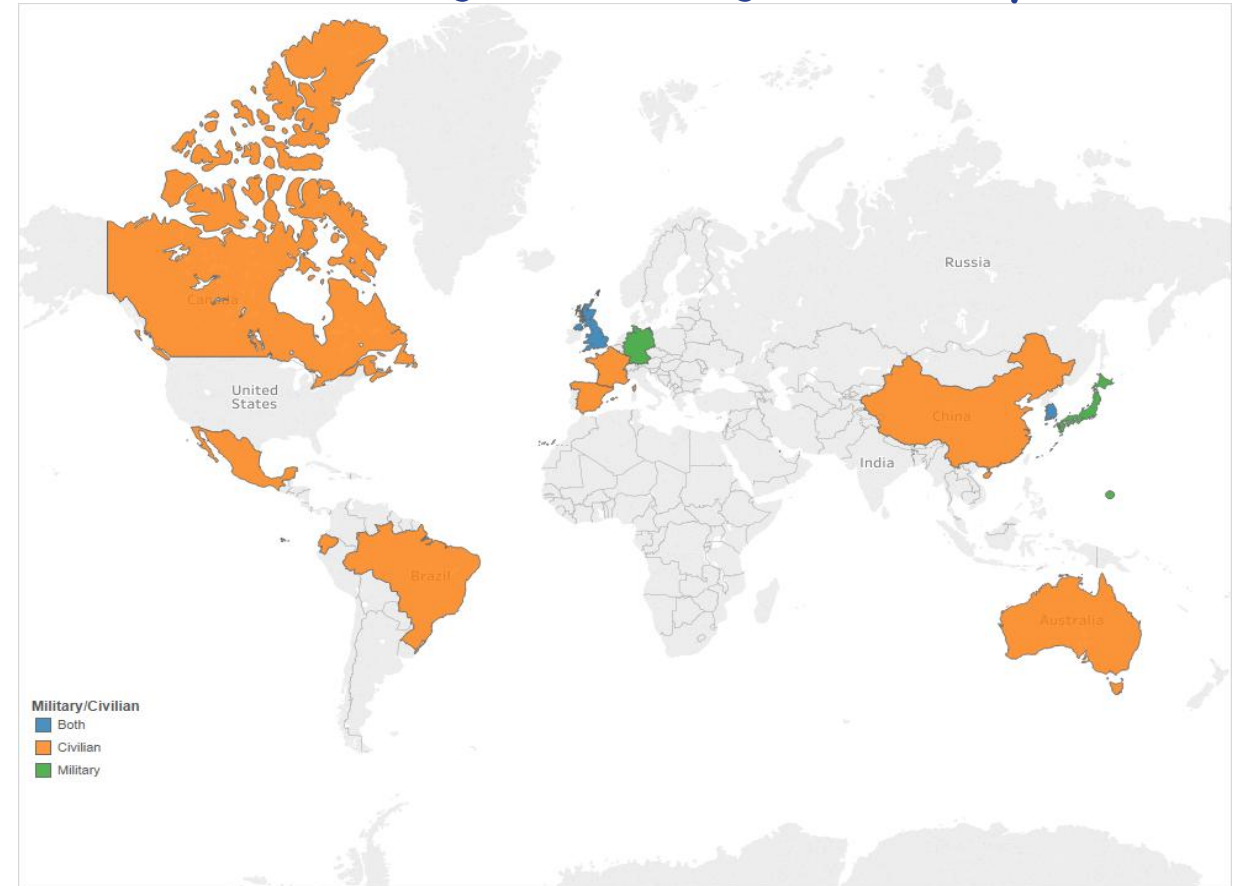 Canada
Russia
United
States
China
India
Brazil
Australia
Military/Civilian
Both
Civilian
Military